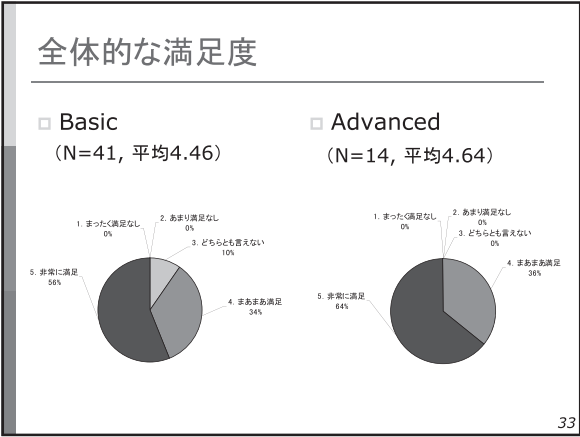 全体的な満足度
Basic
（N=41, 平均4.46）
1. まったく満足なし
0%
2. あまり満足なし
0%
3. どちらとも言えない
10%
4. まあまあ満足
34%
5. 非常に満足
56%
Advanced
（N=14, 平均4.64）
1. まったく満足なし
0%
2. あまり満足なし
0%
3. どちらとも言えない
0%
4. まあまあ満足
36%
5. 非常に満足
64%
33